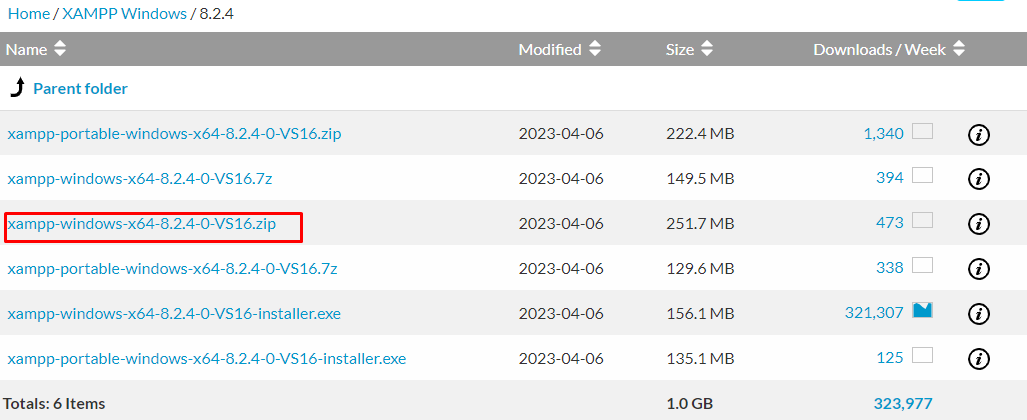 Home / XAMPP Windows / 8.2.4
Name Modified Size Downloads / Week
Parent folder
xampp-portable-windows-x64-8.2.4-0-VS16.zip 2023-04-06 222.4 MB 1,340 i
xampp-windows-x64-8.2.4-0-VS16.7z 2023-04-06 149.5 MB 394 i
xampp-windows-x64-8.2.4-0-VS16.zip 2023-04-06 251.7 MB 473 i
xampp-portable-windows-x64-8.2.4-0-VS16.7z 2023-04-06 129.6 MB 338 i
xampp-windows-x64-8.2.4-0-VS16-installer.exe 2023-04-06 156.1 MB 321,307 i
xampp-portable-windows-x64-8.2.4-0-VS16-installer.exe 2023-04-06 135.1 MB 125 i
Totals: 6 Items 1.0 GB 323,977